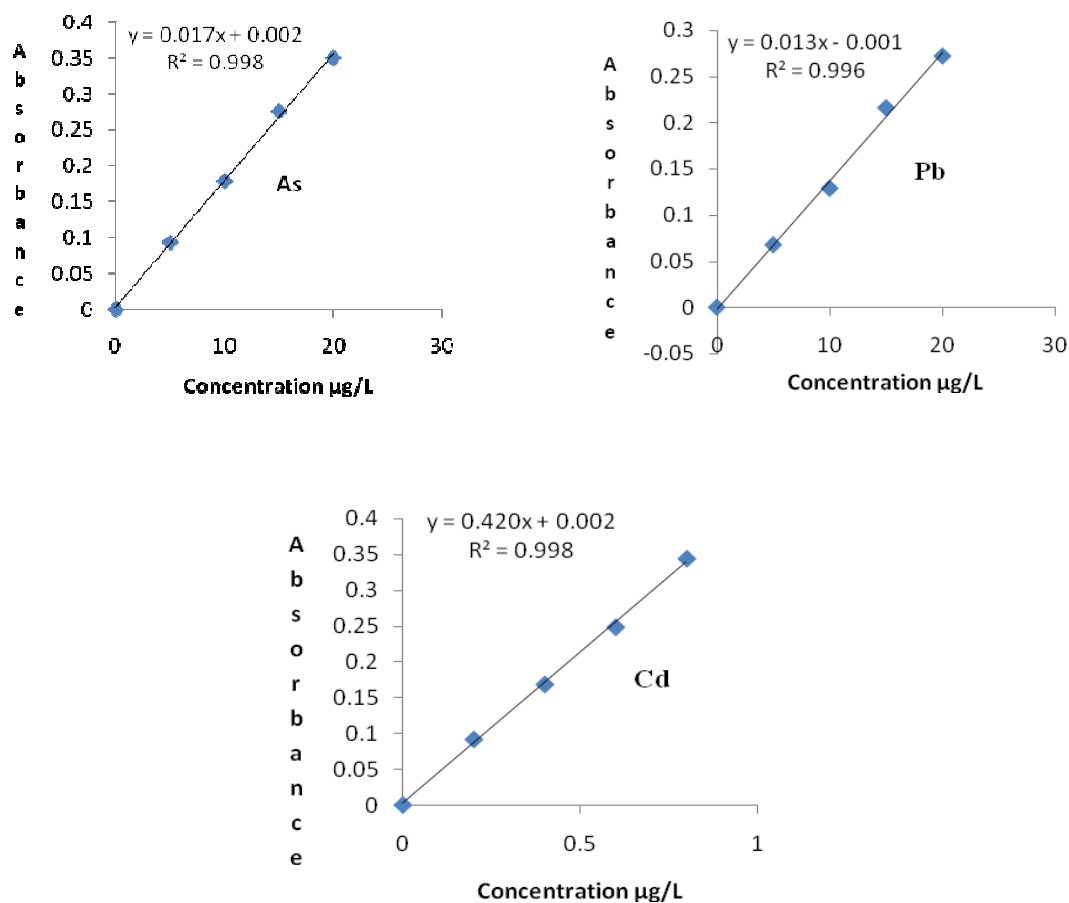 y = 0.017x + 0.002
R² = 0.998
Absorbance
0.4
0.35
0.3
0.25
0.2
0.15
0.1
0.05
0
As
0 10 20 30
Concentration µg/L
y = 0.013x - 0.001
R² = 0.996
Absorbance
0.3
0.25
0.2
0.15
0.1
0.05
0
-0.05
Pb
0 10 20 30
Concentration µg/L
y = 0.420x + 0.002
R² = 0.998
Absorbance
0.4
0.35
0.3
0.25
0.2
0.15
0.1
0.05
0
Cd
0 0.5 1
Concentration µg/L